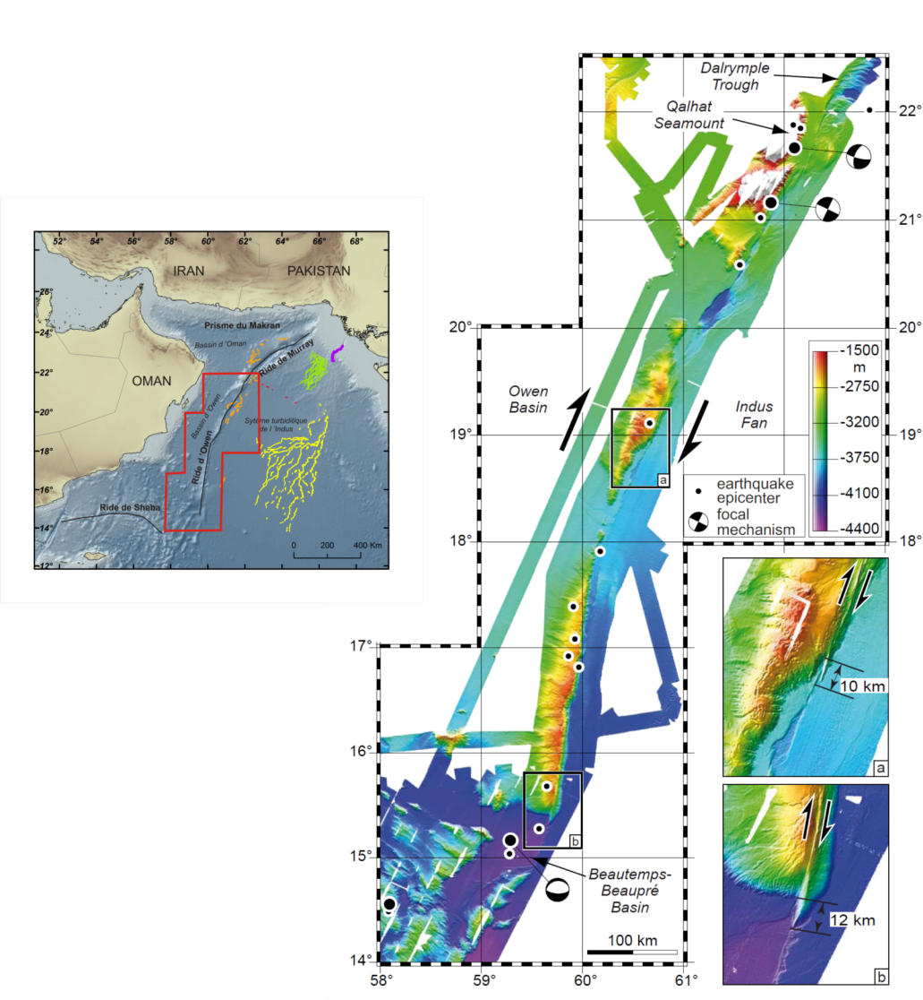 52° 54° 56° 58° 60° 62° 64° 66° 68°
IRAN
PAKISTAN
26°
24°
22°
20°
18°
16°
14°
12°
Prisme du Makran
Bassin d 'Oman
Ride de Murray
OMAN
Bassin d 'Owen
Sytème turbiditique
de l 'Indus
Ride d 'Owen
Ride de Sheba
0 200 400 Km
Dalrymple
Trough
Qalhat
Seamount
22°
21°
20°
19°
18°
17°
16°
15°
14°
58° 59° 60° 61°
Owen
Basin
Indus
Fan
-1500
m
-2750
-3200
-3750
-4100
-4400
earthquake
epicenter
focal
mechanism
a
b
Beautemps-
Beaupré
Basin
100 km
10 km
a
12 km
b